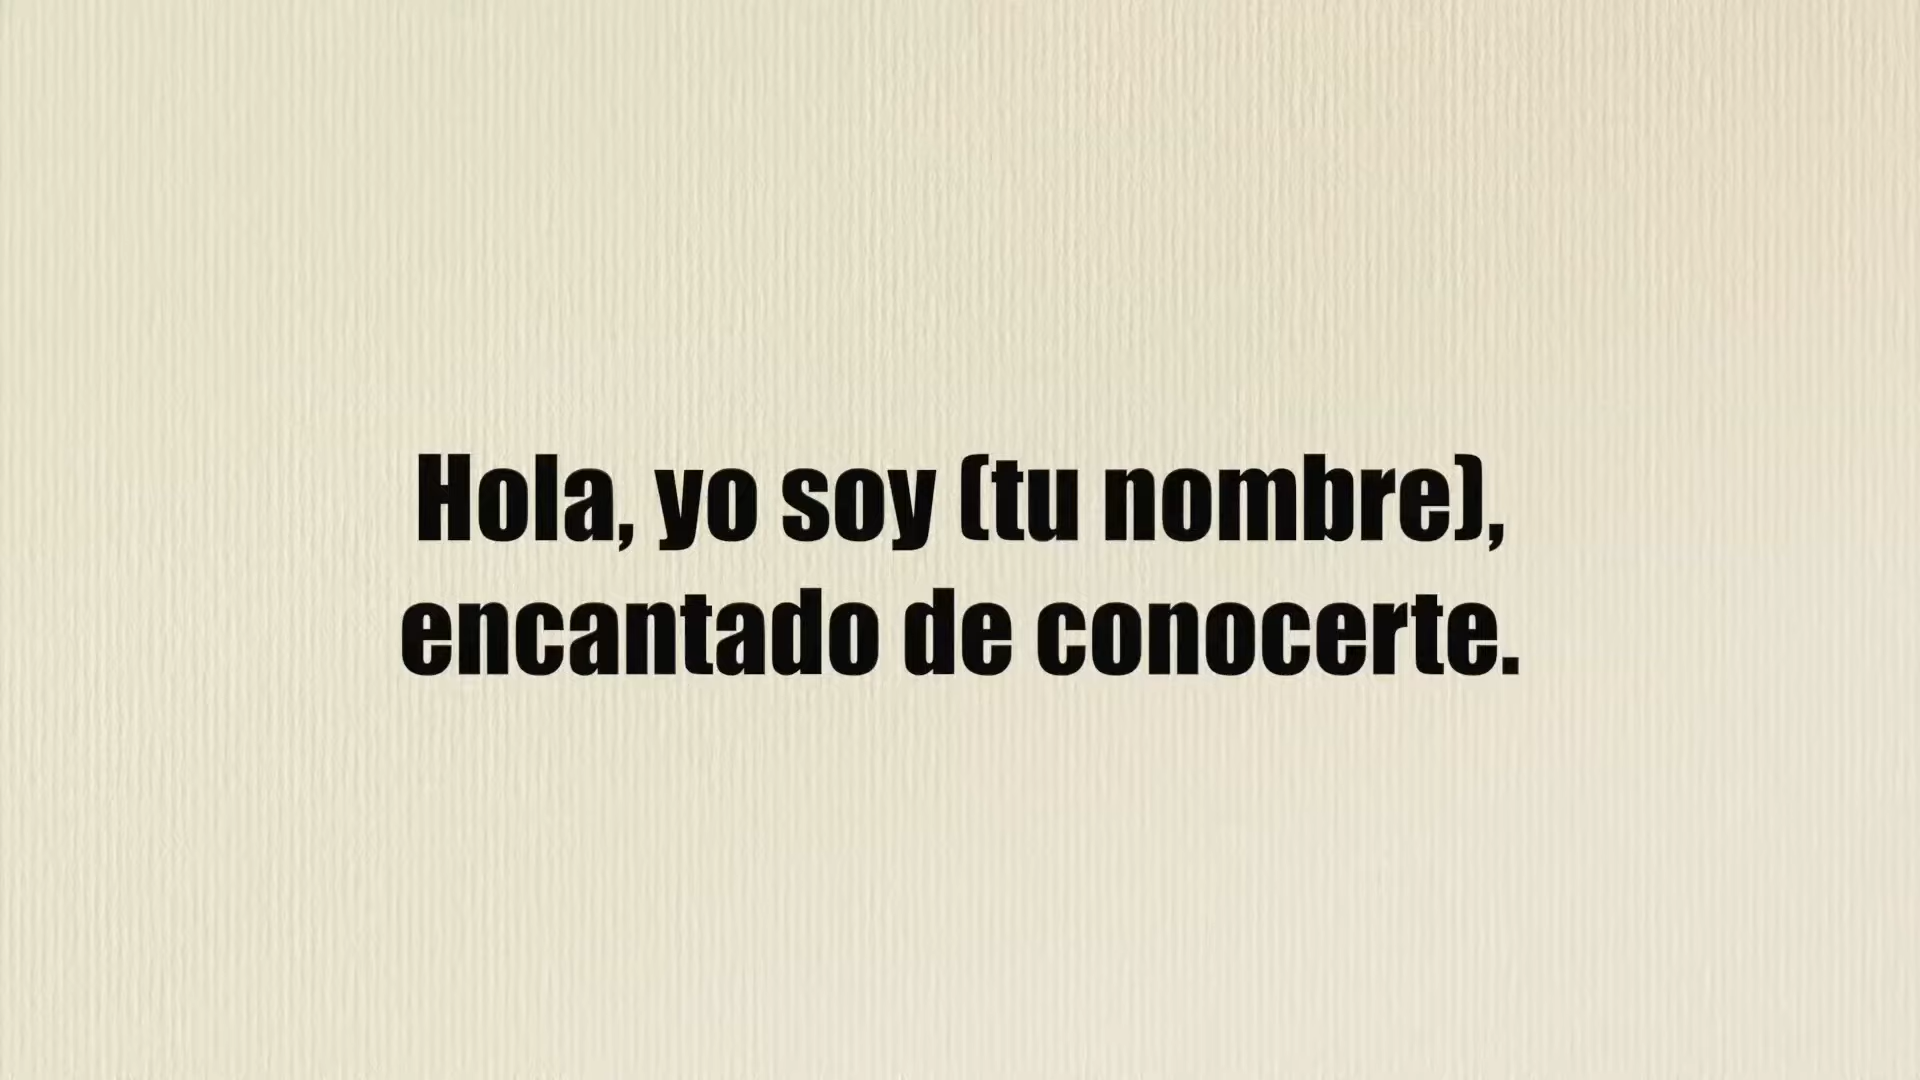 Hola, yo soy (tu nombre),
encantado de conocerte.